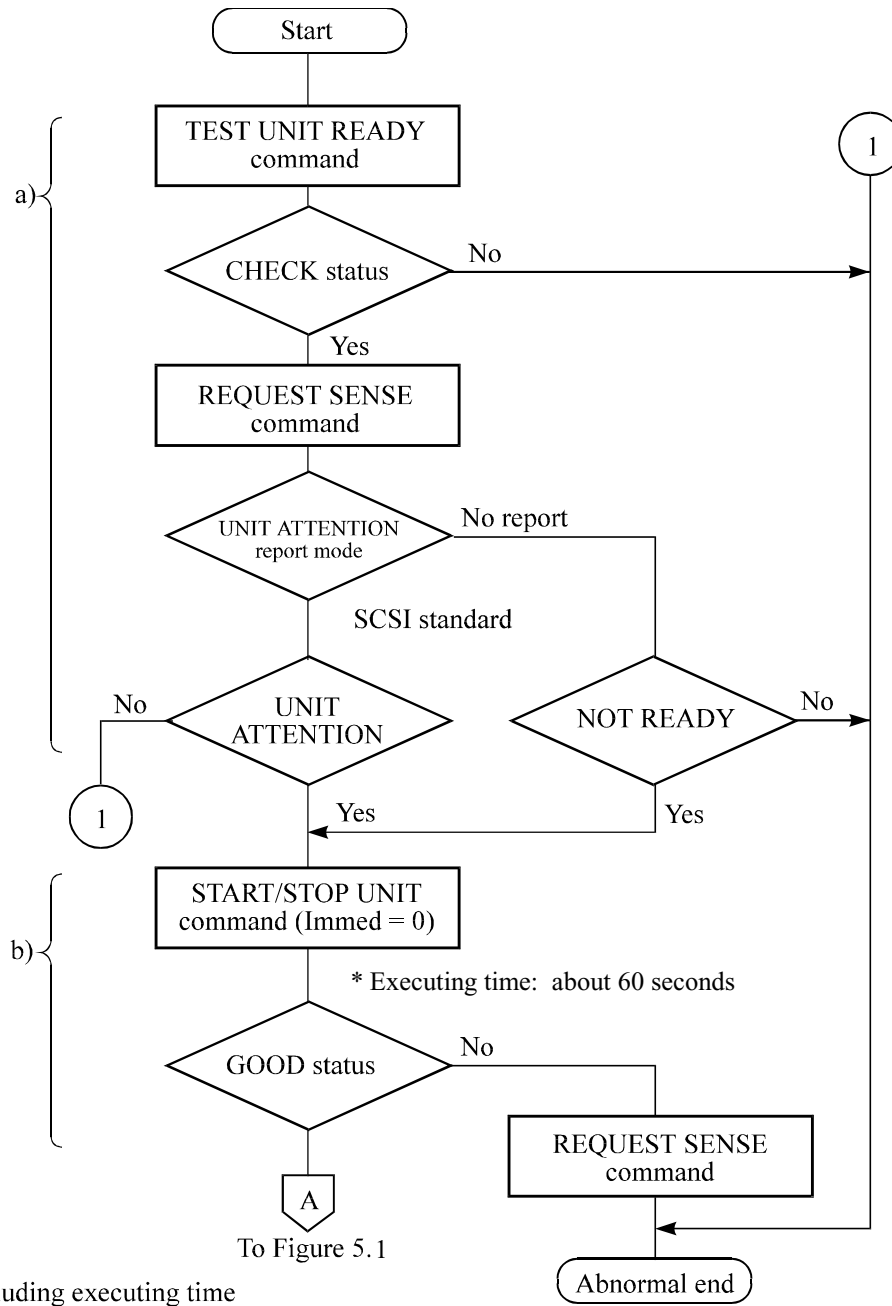 Start
TEST UNIT READY
command
1
a)
CHECK status
No
Yes
REQUEST SENSE
command
UNIT ATTENTION
report mode
No report
SCSI standard
No
UNIT
ATTENTION
NOT READY
No
1
Yes
Yes
START/STOP UNIT
command (Immed = 0)
b)
* Executing time: about 60 seconds
GOOD status
No
REQUEST SENSE
command
A
To Figure 5.1
Abnormal end
executing time